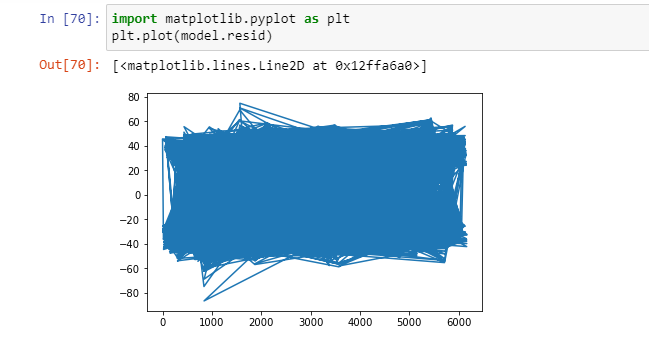 In [70]: import matplotlib.pyplot as plt
plt.plot(model.resid)
Out[70]: [<matplotlib.lines.Line2D at 0x12ffa6a0>]
80
60
40
20
0
−20
−40
−60
−80
0 1000 2000 3000 4000 5000 6000